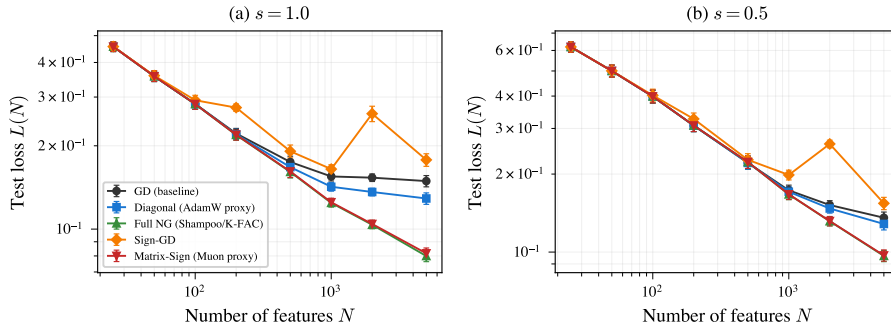 (a) s = 1.0
Test loss L(N)
4 × 10⁻¹
3 × 10⁻¹
2 × 10⁻¹
10⁻¹
GD (baseline)
Diagonal (AdamW proxy)
Full NG (Shampoo/K-FAC)
Sign-GD
Matrix-Sign (Muon proxy)
10²
10³
Number of features N
(b) s = 0.5
Test loss L(N)
6 × 10⁻¹
4 × 10⁻¹
3 × 10⁻¹
2 × 10⁻¹
10⁻¹
10²
10³
Number of features N